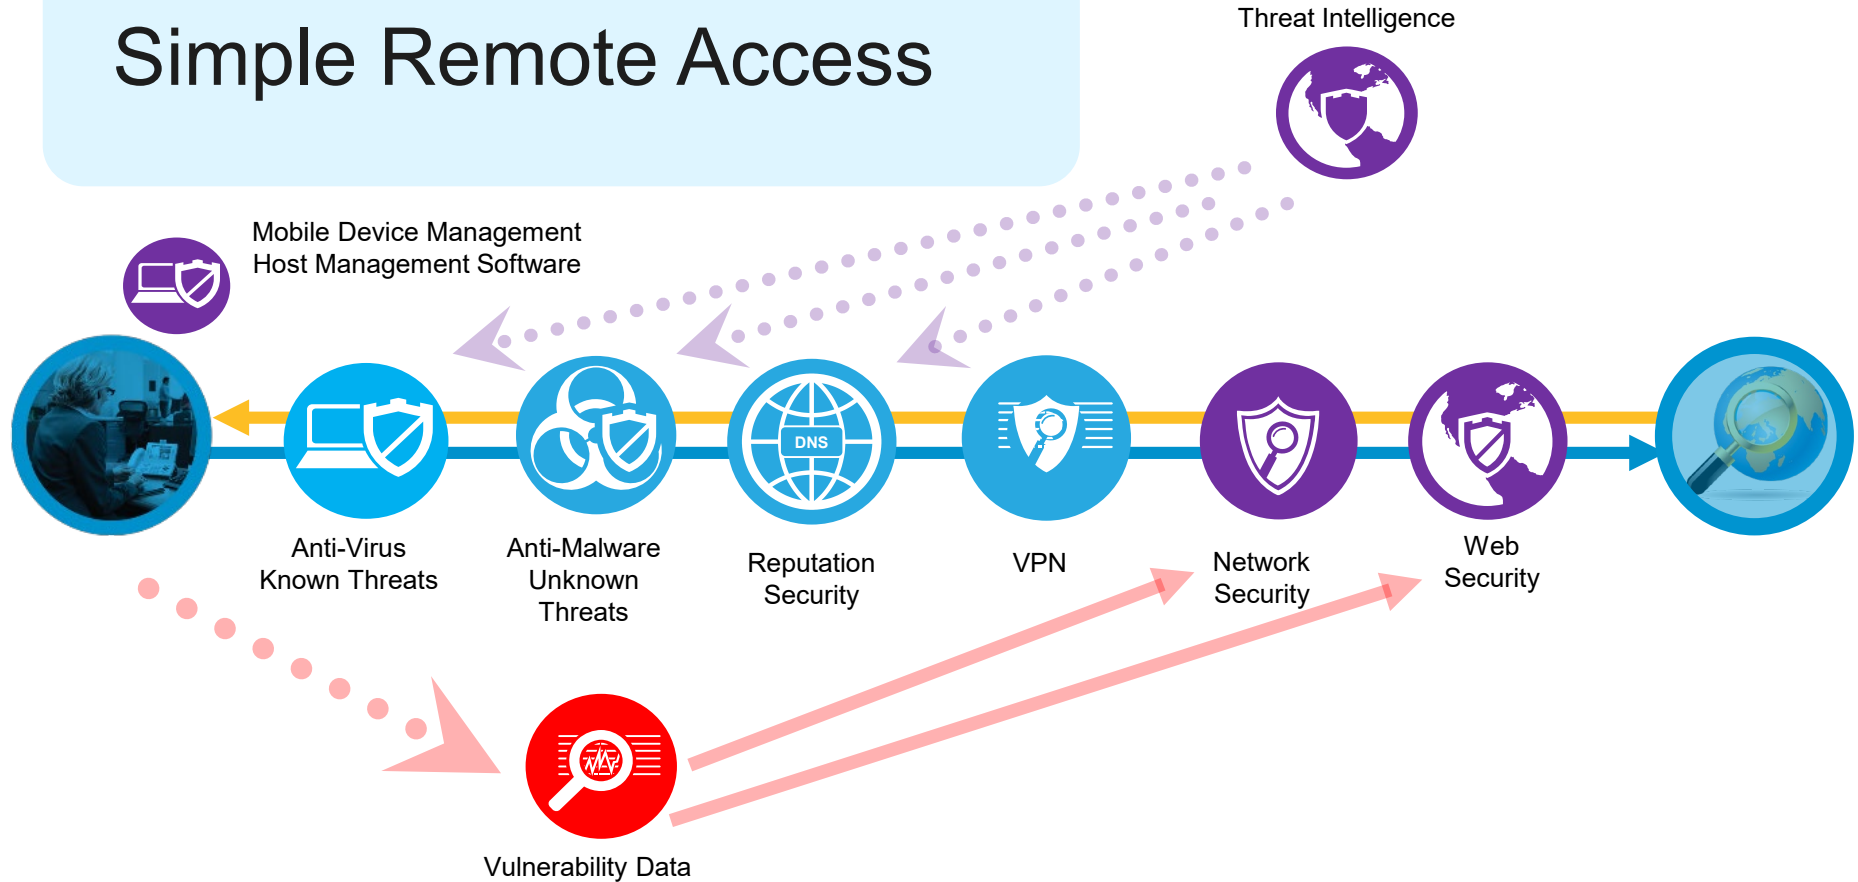 Simple Remote Access
Threat Intelligence
Mobile Device Management
Host Management Software
DNS
Anti-Virus
Known Threats
Anti-Malware
Unknown
Threats
Reputation
Security
VPN
Network
Security
Web
Security
Vulnerability Data